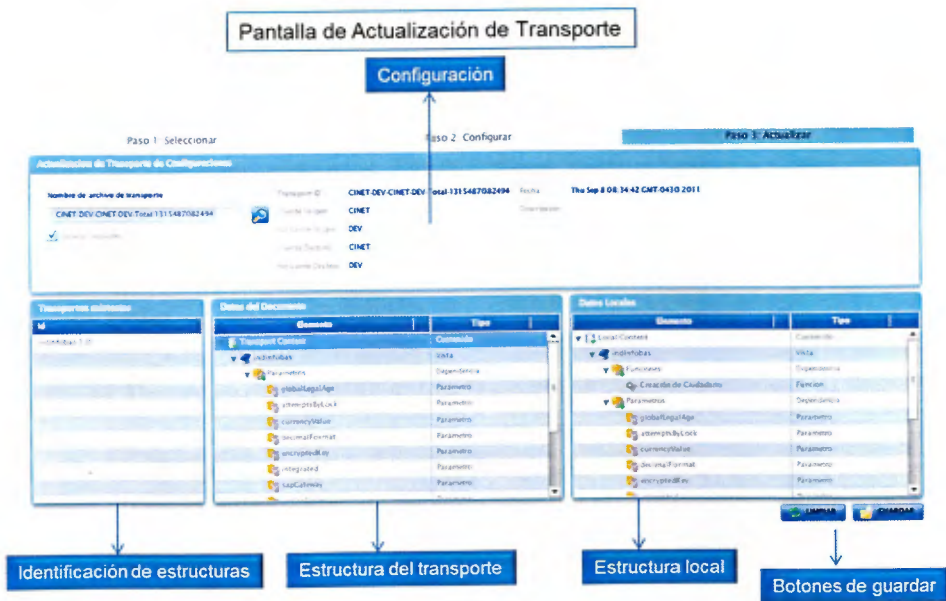 Pantalla de Actualización de Transporte
Configuración
Paso 1: Seleccionar
Paso 2: Configurar
Paso 3: Actualizar
Actualizacion de Transporte de Configuraciones
Nombre de archivo de transporte
CINET-DEV-CINET-DEV-Total-1315487082494
Transport ID
CINET-DEV-CINET-DEV-Total-1315487082494
Fecha
Thu Sep 8 08:34:42 GMT-0430 2011
CINET
DEV
CINET
DEV
Transportes existentes
Id
Datos del Documento
Elemento
Tipo
Transport Content
Contenido
indinfobas
Vista
Parametros
Dependencia
globalLegalAge
Parametro
attemptsByLock
Parametro
currencyValue
Parametro
decimalFormat
Parametro
encryptedKey
Parametro
integrated
Parametro
sapGateway
Parametro
Datos Locales
Elemento
Tipo
Local Content
Contenido
indinfobas
Vista
Funciones
Dependencia
Creación de Ciudadano
Funcion
Parametros
Dependencia
globalLegalAge
Parametro
attemptsByLock
Parametro
currencyValue
Parametro
decimalFormat
Parametro
encryptedKey
Parametro
LIMPIAR
GUARDAR
Identificación de estructuras
Estructura del transporte
Estructura local
Botones de guardar